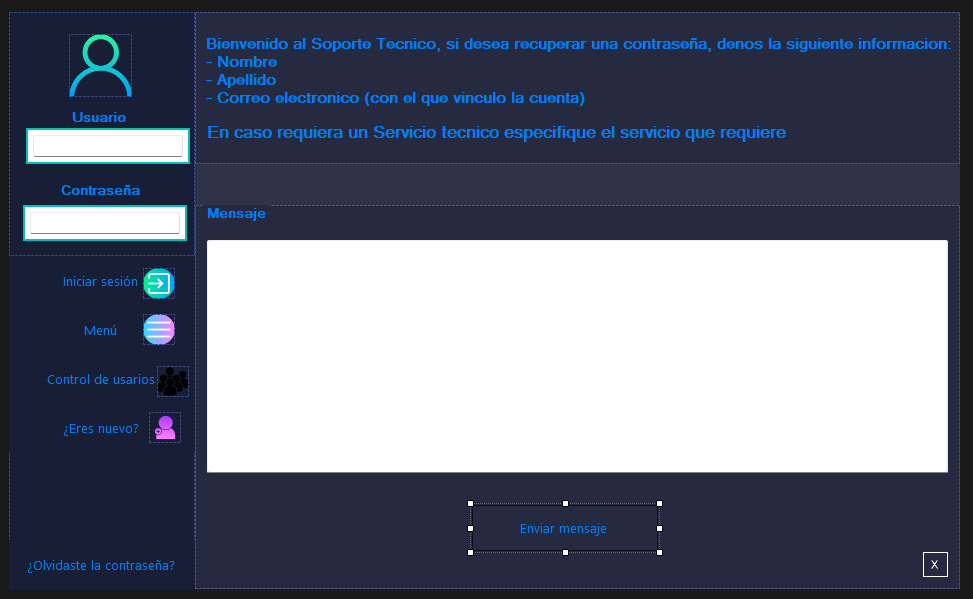 Usuario
Contraseña
Iniciar sesión
Menú
Control de usarios
¿Eres nuevo?
¿Olvidaste la contraseña?
Bienvenido al Soporte Tecnico, si desea recuperar una contraseña, denos la siguiente informacion:
- Nombre
- Apellido
- Correo electronico (con el que vinculo la cuenta)
En caso requiera un Servicio tecnico especifique el servicio que requiere
Mensaje
Enviar mensaje
X